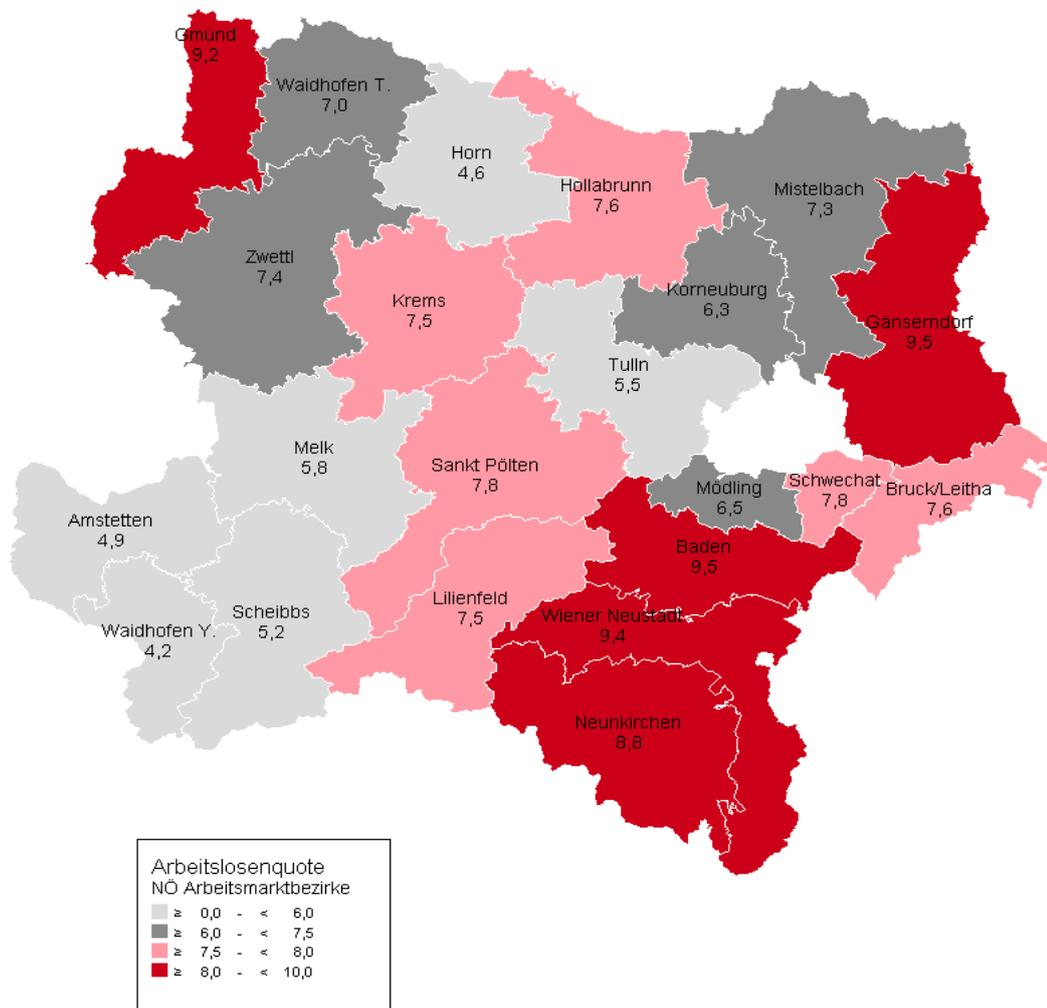 Gmünd
9,2
Waidhofen T.
7,0
Horn
4,6
Hollabrunn
7,6
Mistelbach
7,3
Zwettl
7,4
Krems
7,5
Korneuburg
6,3
Gänserndorf
9,5
Tulln
5,5
Melk
5,8
Sankt Pölten
7,8
Mödling
6,5
Schwechat
7,8
Bruck/Leitha
7,6
Amstetten
4,9
Baden
9,5
Scheibbs
5,2
Lilienfeld
7,5
Wiener Neustadt
9,4
Waidhofen Y.
4,2
Neunkirchen
8,8
Arbeitslosenquote
NÖ Arbeitsmarktbezirke
≥ 0,0 - < 6,0
≥ 6,0 - < 7,5
≥ 7,5 - < 8,0
≥ 8,0 - < 10,0